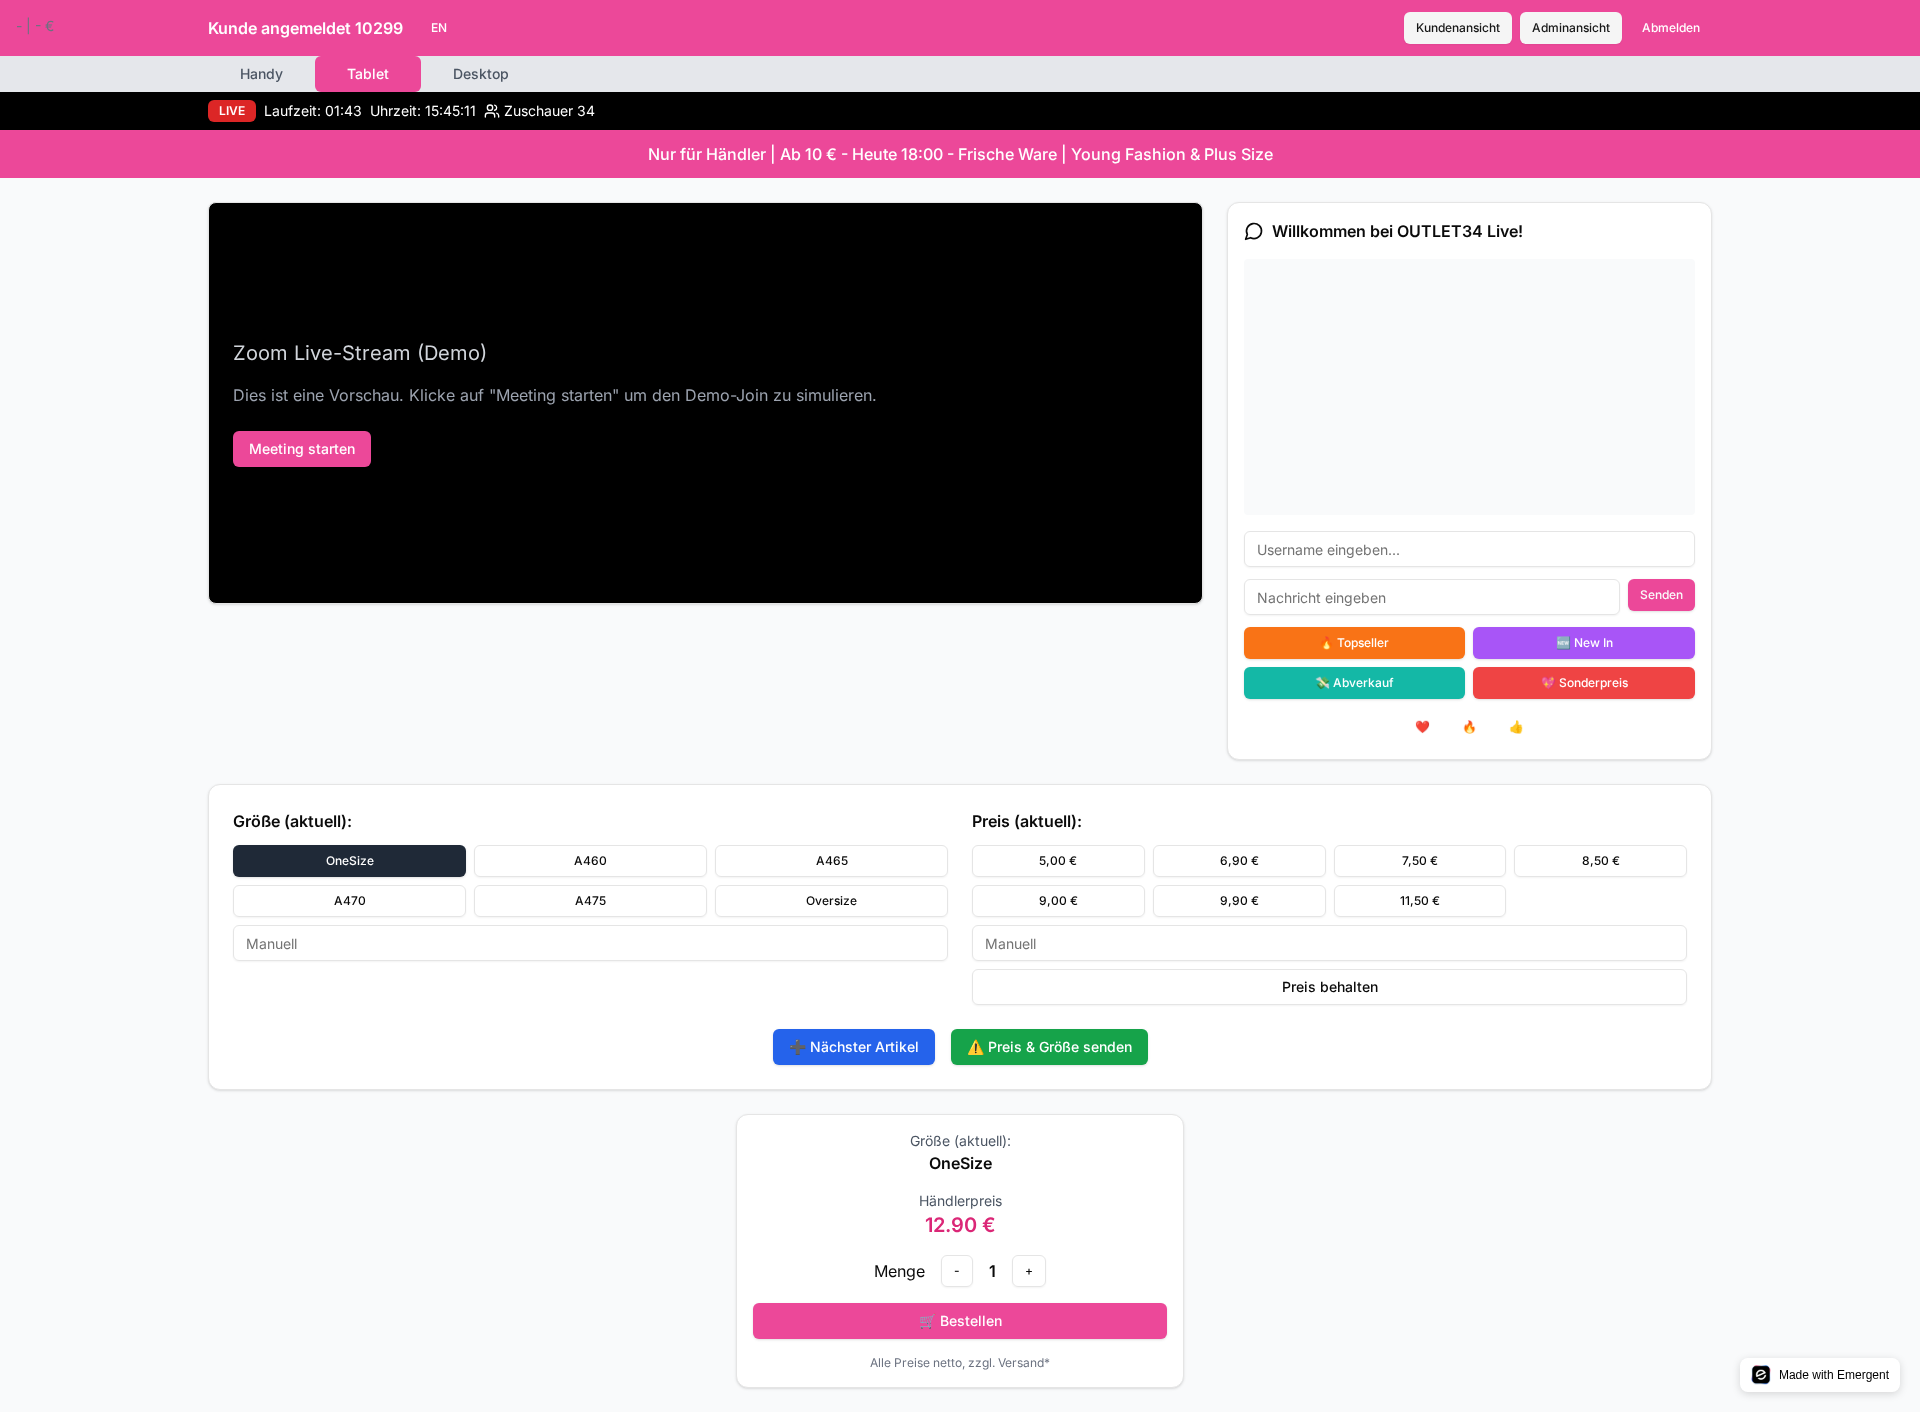 - | - €
Kunde angemeldet 10299
EN
Kundenansicht
Adminansicht
Abmelden
Handy
Tablet
Desktop
LIVE Laufzeit: 01:43 Uhrzeit: 15:45:11 Zuschauer 34
Nur für Händler | Ab 10 € - Heute 18:00 - Frische Ware | Young Fashion & Plus Size
Zoom Live-Stream (Demo)
Dies ist eine Vorschau. Klicke auf "Meeting starten" um den Demo-Join zu simulieren.
Meeting starten
Willkommen bei OUTLET34 Live!
Username eingeben...
Nachricht eingeben
Senden
🔥 Topseller
🆕 New In
💸 Abverkauf
💖 Sonderpreis
❤️ 🔥 👍
Größe (aktuell):
OneSize
A460
A465
A470
A475
Oversize
Manuell
Preis (aktuell):
5,00 €
6,90 €
7,50 €
8,50 €
9,00 €
9,90 €
11,50 €
Manuell
Preis behalten
➕ Nächster Artikel
⚠️ Preis & Größe senden
Größe (aktuell):
OneSize
Händlerpreis
12.90 €
Menge - 1 +
🛒 Bestellen
Alle Preise netto, zzgl. Versand*
Made with Emergent